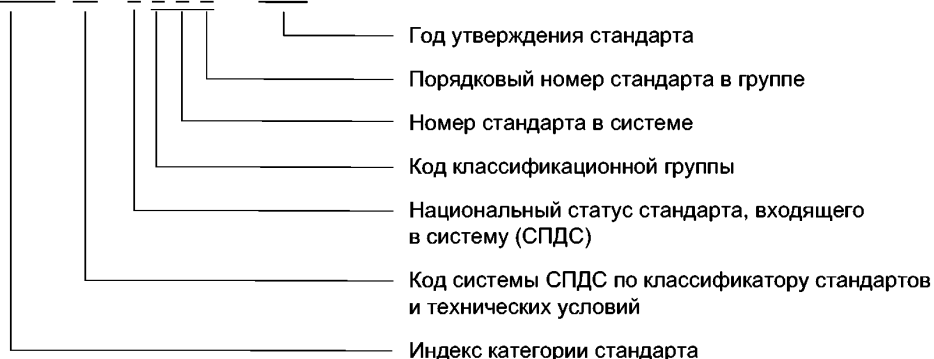 Год утверждения стандарта
Порядковый номер стандарта в группе
Номер стандарта в системе
Код классификационной группы
Национальный статус стандарта, входящего
в систему (СПДС)
Код системы СПДС по классификатору стандартов
и технических условий
Индекс категории стандарта